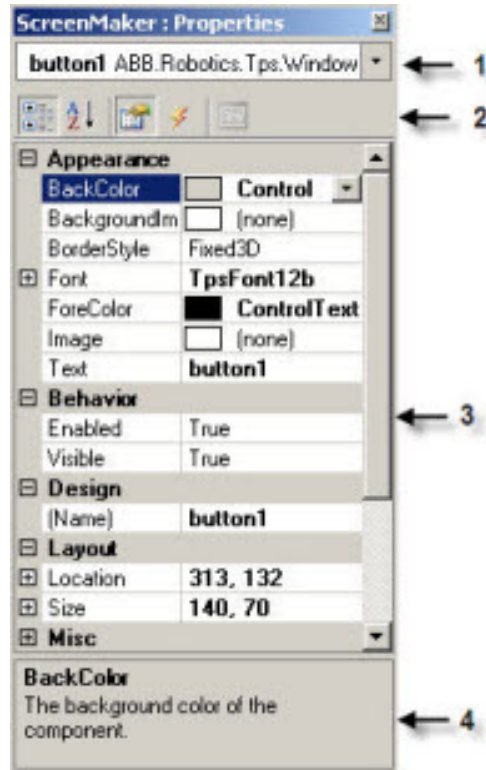 ScreenMaker : Properties
button1 ABB.Robotics.Tps.Window
1
2
Appearance
BackColor Control
BackgroundIm (none)
BorderStyle Fixed3D
Font TpsFont12b
ForeColor ControlText
Image (none)
Text button1
Behavior
3
Enabled True
Visible True
Design
(Name) button1
Layout
Location 313, 132
Size 140, 70
Misc
BackColor
The background color of the
component.
4